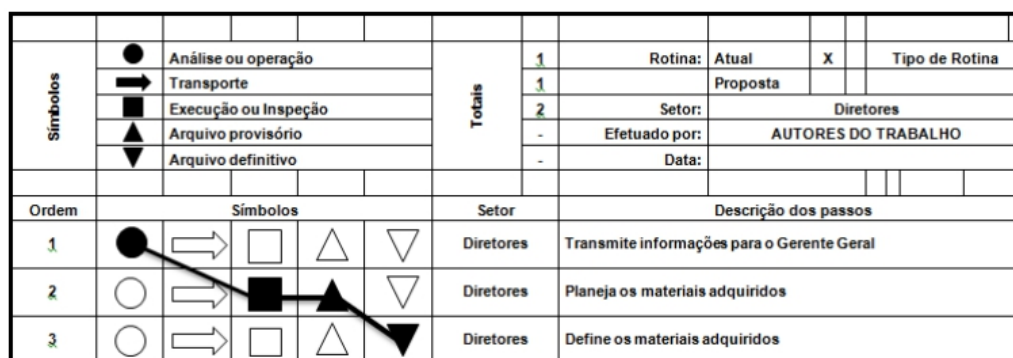 Símbolos
Análise ou operação
Transporte
Execução ou Inspeção
Arquivo provisório
Arquivo definitivo
Totais
1
1
2
-
-
Rotina: Atual X Tipo de Rotina
Proposta
Setor: Diretores
Efetuado por: AUTORES DO TRABALHO
Data:
Ordem Símbolos Setor Descrição dos passos
1 Diretores Transmite informações para o Gerente Geral
2 Diretores Planeja os materiais adquiridos
3 Diretores Define os materiais adquiridos